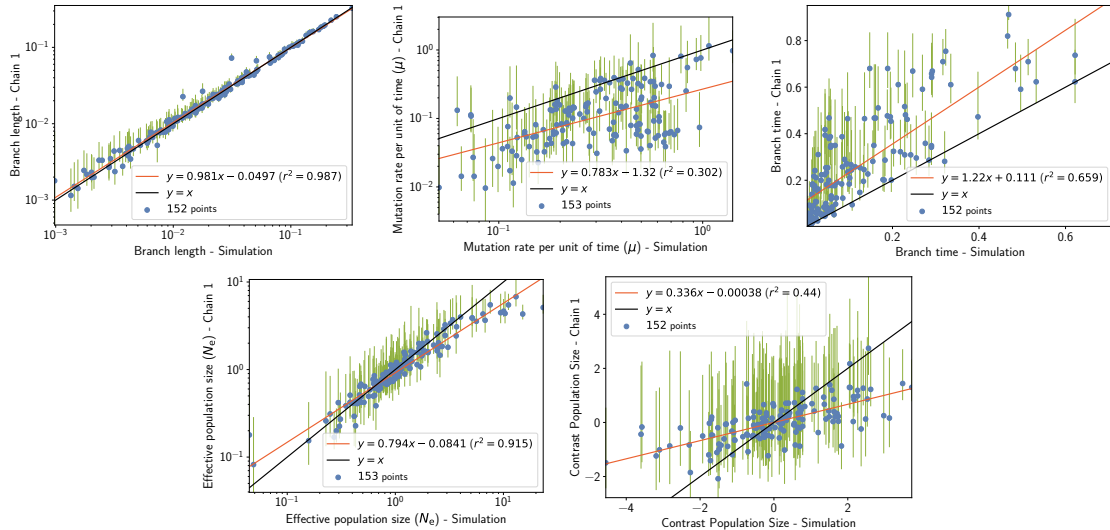 Branch length - Chain 1
10⁻¹
10⁻²
10⁻³
y = 0.981x − 0.0497 (r² = 0.987)
y = x
152 points
10⁻³ 10⁻² 10⁻¹
Branch length - Simulation
Mutation rate per unit of time (μ) - Chain 1
10⁰
10⁻¹
10⁻²
y = 0.783x − 1.32 (r² = 0.302)
y = x
153 points
10⁻¹ 10⁰
Mutation rate per unit of time (μ) - Simulation
Branch time - Chain 1
0.8
0.6
0.4
0.2
y = 1.22x + 0.111 (r² = 0.659)
y = x
152 points
0.2 0.4 0.6
Branch time - Simulation
Effective population size (Nₑ) - Chain 1
10¹
10⁰
10⁻¹
y = 0.794x − 0.0841 (r² = 0.915)
y = x
153 points
10⁻¹ 10⁰ 10¹
Effective population size (Nₑ) - Simulation
Contrast Population Size - Chain 1
y = 0.336x − 0.00038 (r² = 0.44)
y = x
152 points
4
2
0
−2
−4 −2 0 2
Contrast Population Size - Simulation